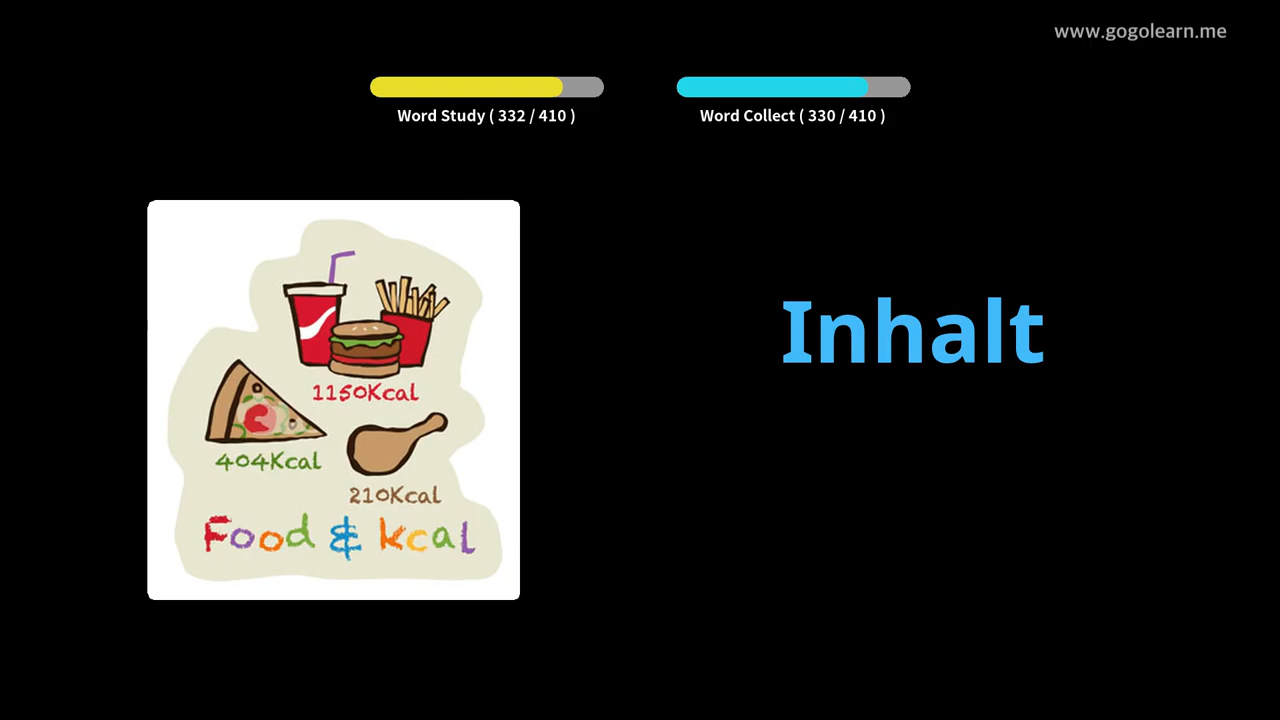 www.gogolearn.me
Word Study ( 332 / 410 )
Word Collect ( 330 / 410 )
Inhalt
1150Kcal
404Kcal
210Kcal
Food & kcal